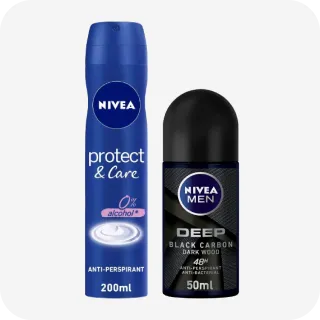 NIVEA
protect
& Care
0%
alcohol*
ANTI-PERSPIRANT
200ml
NIVEA
MEN
DEEP
BLACK CARBON
DARK WOOD
48H
ANTI-PERSPIRANT
ANTI-BACTERIAL
50ml